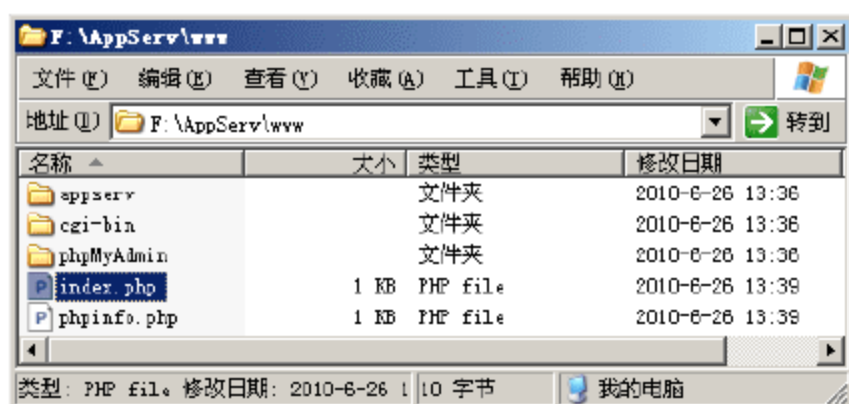 F:\AppServ\www
文件(F) 编辑(E) 查看(V) 收藏(A) 工具(T) 帮助(H)
地址(D) F:\AppServ\www 转到
名称 大小 类型 修改日期
appserv 文件夹 2010-6-26 13:36
cgi-bin 文件夹 2010-6-26 13:36
phpMyAdmin 文件夹 2010-6-26 13:36
index.php 1 KB PHP file 2010-6-26 13:39
phpinfo.php 1 KB PHP file 2010-6-26 13:39
类型: PHP file 修改日期: 2010-6-26 1 10 字节 我的电脑